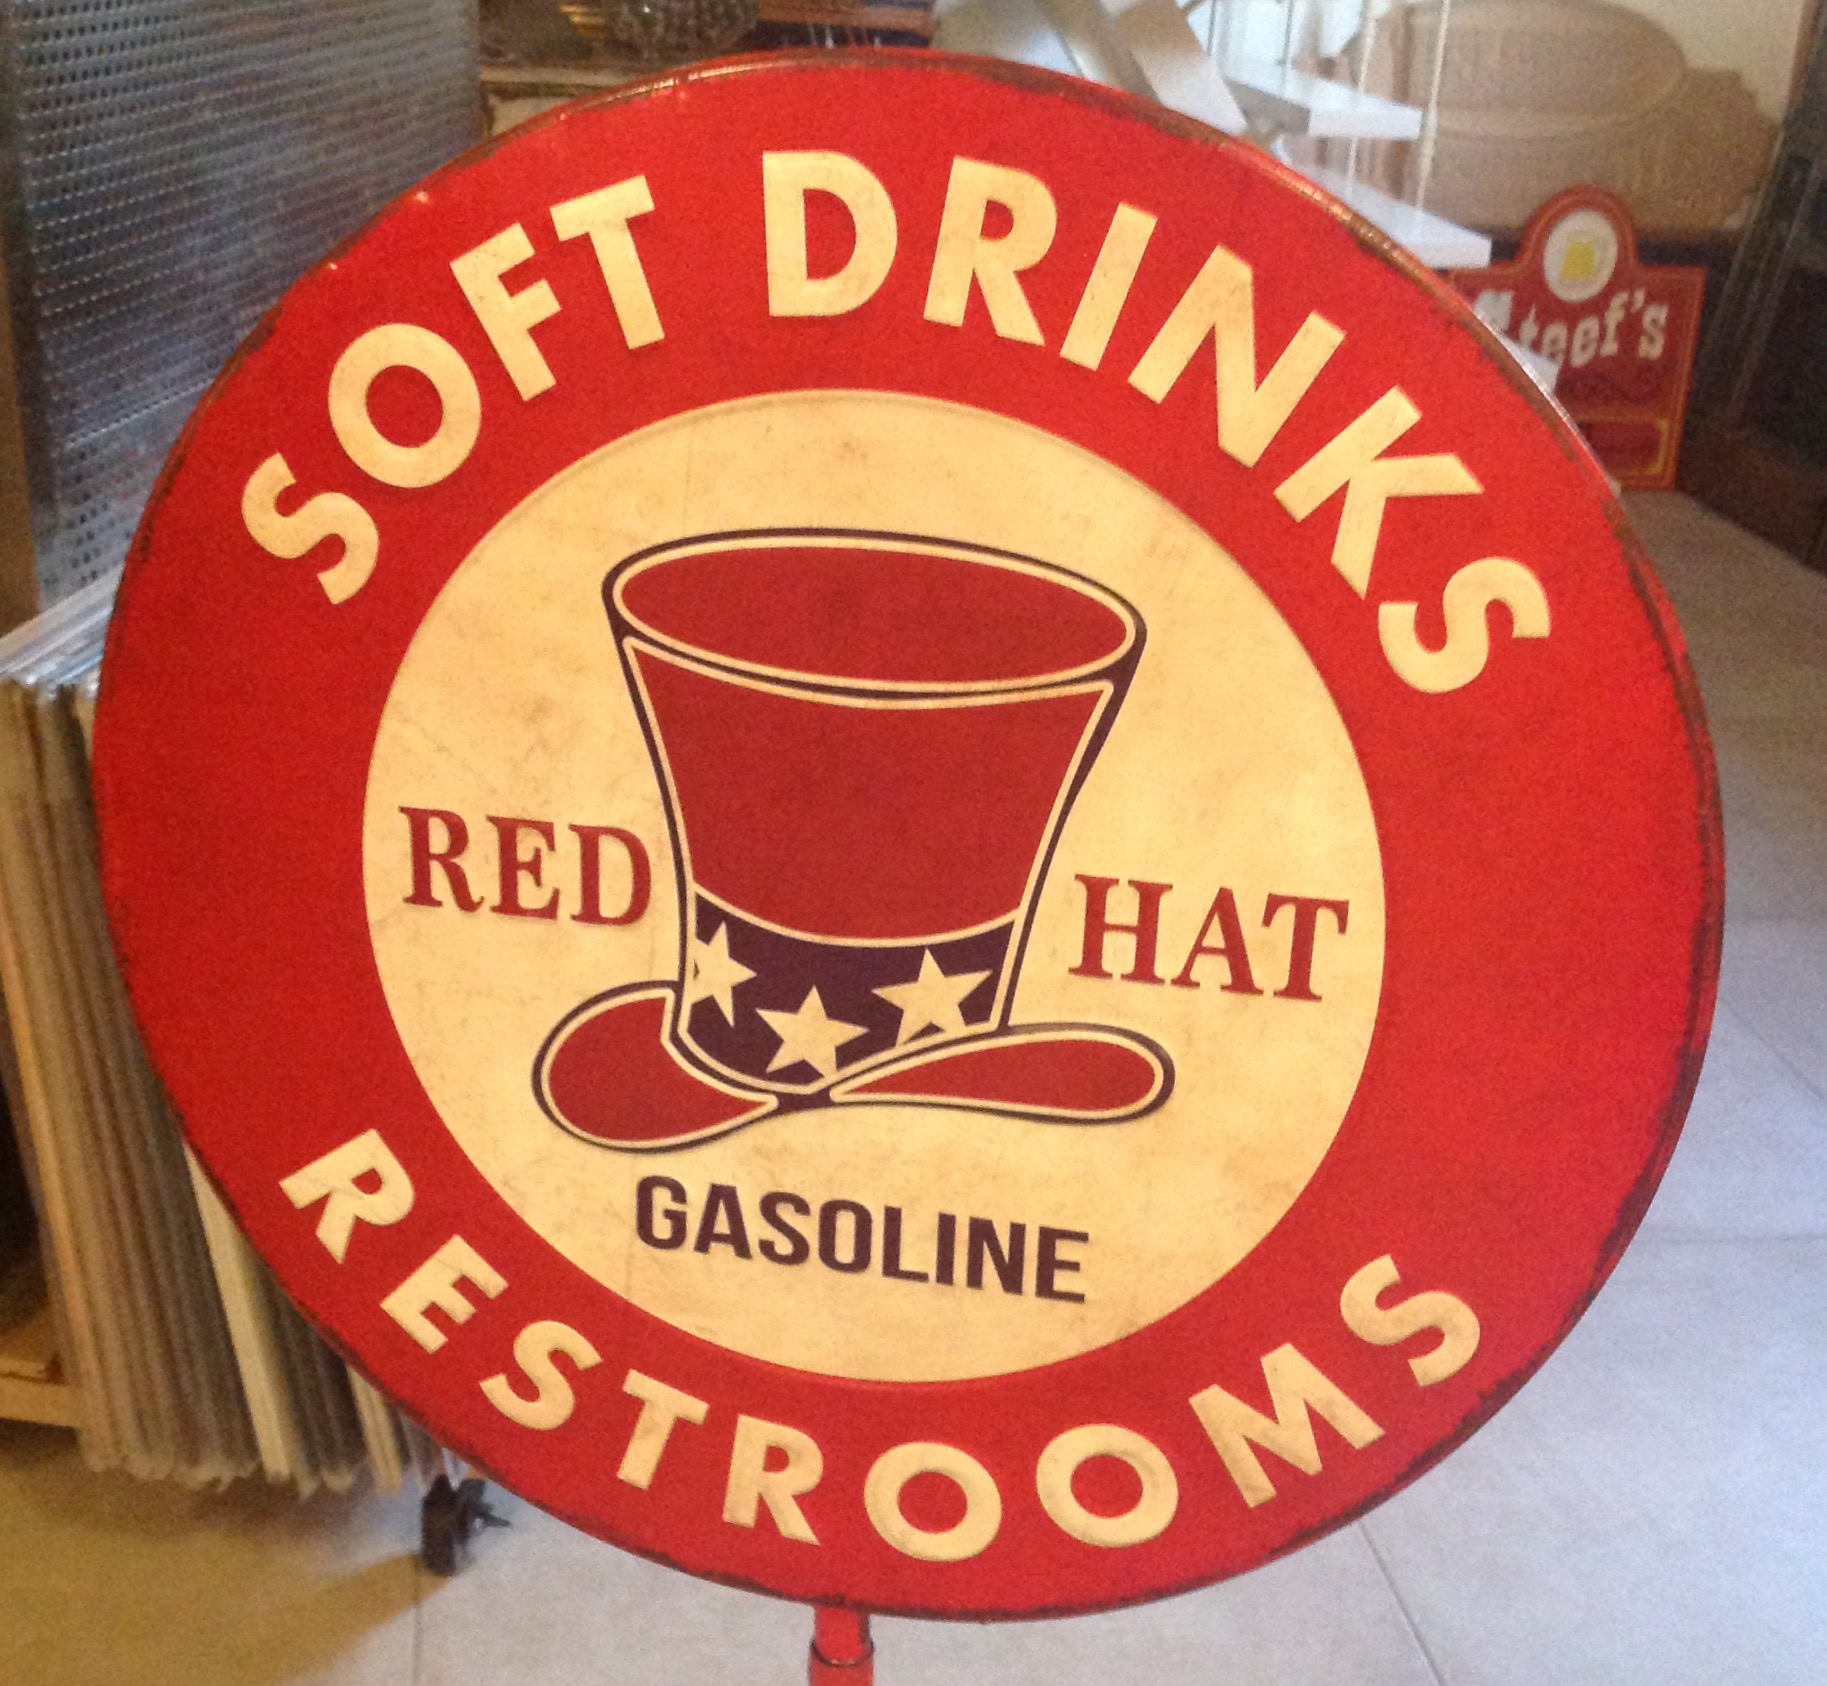 SOFT DRINKS
RED HAT
GASOLINE
RESTROOMS